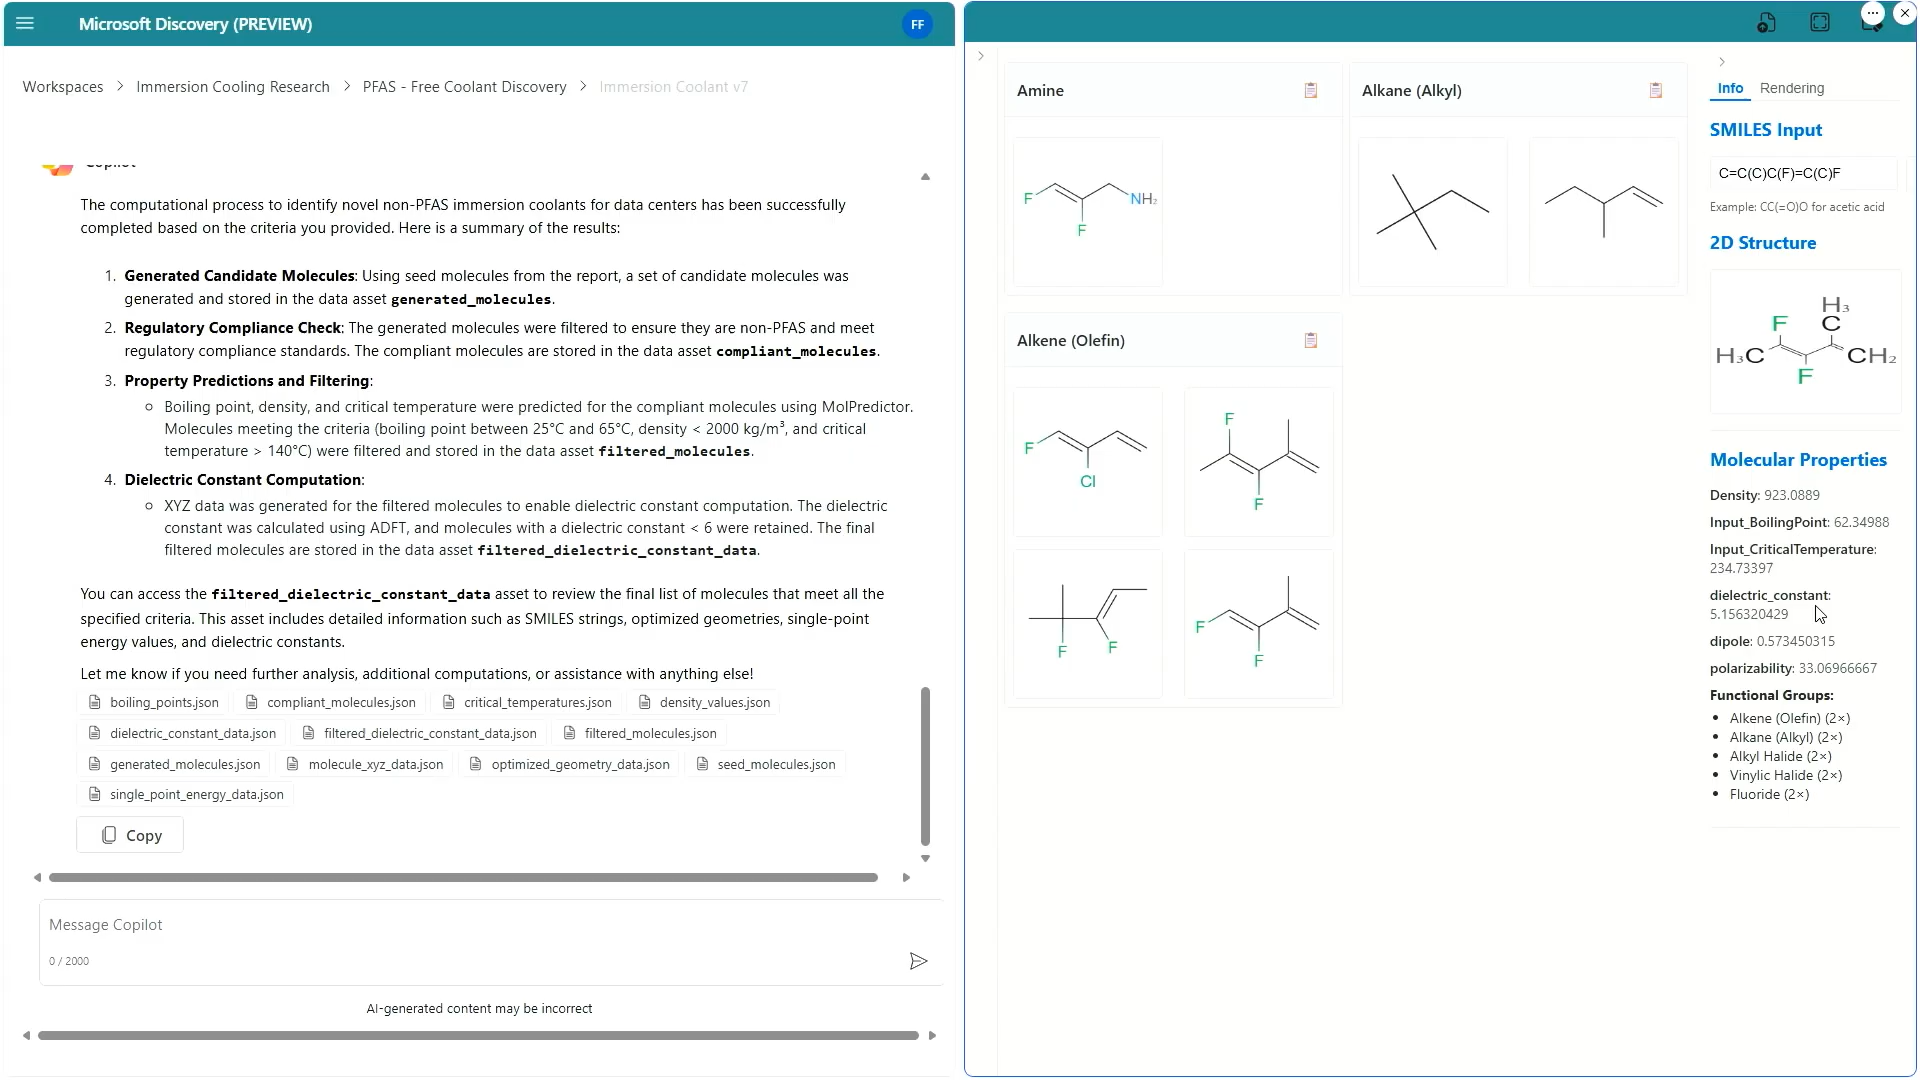 Microsoft Discovery (PREVIEW)
FF
Workspaces > Immersion Cooling Research > PFAS - Free Coolant Discovery > Immersion Coolant v7
Copilot
The computational process to identify novel non-PFAS immersion coolants for data centers has been successfully
completed based on the criteria you provided. Here is a summary of the results:
1. Generated Candidate Molecules: Using seed molecules from the report, a set of candidate molecules was
generated and stored in the data asset generated_molecules.
2. Regulatory Compliance Check: The generated molecules were filtered to ensure they are non-PFAS and meet
regulatory compliance standards. The compliant molecules are stored in the data asset compliant_molecules.
3. Property Predictions and Filtering:
Boiling point, density, and critical temperature were predicted for the compliant molecules using MolPredictor.
Molecules meeting the criteria (boiling point between 25°C and 65°C, density < 2000 kg/m³, and critical
temperature > 140°C) were filtered and stored in the data asset filtered_molecules.
4. Dielectric Constant Computation:
XYZ data was generated for the filtered molecules to enable dielectric constant computation. The dielectric
constant was calculated using ADFT, and molecules with a dielectric constant < 6 were retained. The final
filtered molecules are stored in the data asset filtered_dielectric_constant_data.
You can access the filtered_dielectric_constant_data asset to review the final list of molecules that meet all the
specified criteria. This asset includes detailed information such as SMILES strings, optimized geometries, single-point
energy values, and dielectric constants.
Let me know if you need further analysis, additional computations, or assistance with anything else!
boiling_points.json compliant_molecules.json critical_temperatures.json density_values.json
dielectric_constant_data.json filtered_dielectric_constant_data.json filtered_molecules.json
generated_molecules.json molecule_xyz_data.json optimized_geometry_data.json seed_molecules.json
single_point_energy_data.json
Copy
Message Copilot
0 / 2000
AI-generated content may be incorrect
Amine
F
NH₂
F
Alkane (Alkyl)
Alkene (Olefin)
F
Cl
F
F
F
F
F
F
Info Rendering
SMILES Input
C=C(C)C(F)=C(C)F
Example: CC(=O)O for acetic acid
2D Structure
H₃
F C
H₃C CH₂
F
Molecular Properties
Density: 923.0889
Input_BoilingPoint: 62.34988
Input_CriticalTemperature:
234.73397
dielectric_constant:
5.156320429
dipole: 0.573450315
polarizability: 33.06966667
Functional Groups:
Alkene (Olefin) (2×)
Alkane (Alkyl) (2×)
Alkyl Halide (2×)
Vinylic Halide (2×)
Fluoride (2×)